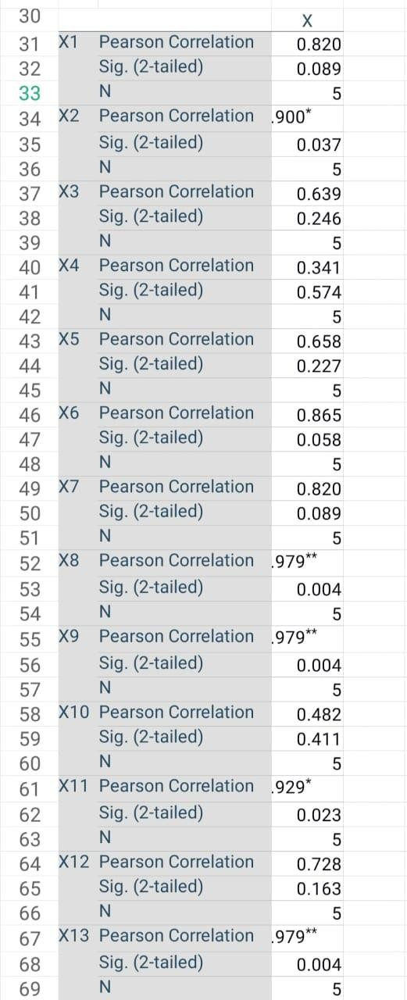 30 X
31 X1 Pearson Correlation 0.820
32 Sig. (2-tailed) 0.089
33 N 5
34 X2 Pearson Correlation .900*
35 Sig. (2-tailed) 0.037
36 N 5
37 X3 Pearson Correlation 0.639
38 Sig. (2-tailed) 0.246
39 N 5
40 X4 Pearson Correlation 0.341
41 Sig. (2-tailed) 0.574
42 N 5
43 X5 Pearson Correlation 0.658
44 Sig. (2-tailed) 0.227
45 N 5
46 X6 Pearson Correlation 0.865
47 Sig. (2-tailed) 0.058
48 N 5
49 X7 Pearson Correlation 0.820
50 Sig. (2-tailed) 0.089
51 N 5
52 X8 Pearson Correlation .979**
53 Sig. (2-tailed) 0.004
54 N 5
55 X9 Pearson Correlation .979**
56 Sig. (2-tailed) 0.004
57 N 5
58 X10 Pearson Correlation 0.482
59 Sig. (2-tailed) 0.411
60 N 5
61 X11 Pearson Correlation .929*
62 Sig. (2-tailed) 0.023
63 N 5
64 X12 Pearson Correlation 0.728
65 Sig. (2-tailed) 0.163
66 N 5
67 X13 Pearson Correlation .979**
68 Sig. (2-tailed) 0.004
69 N 5